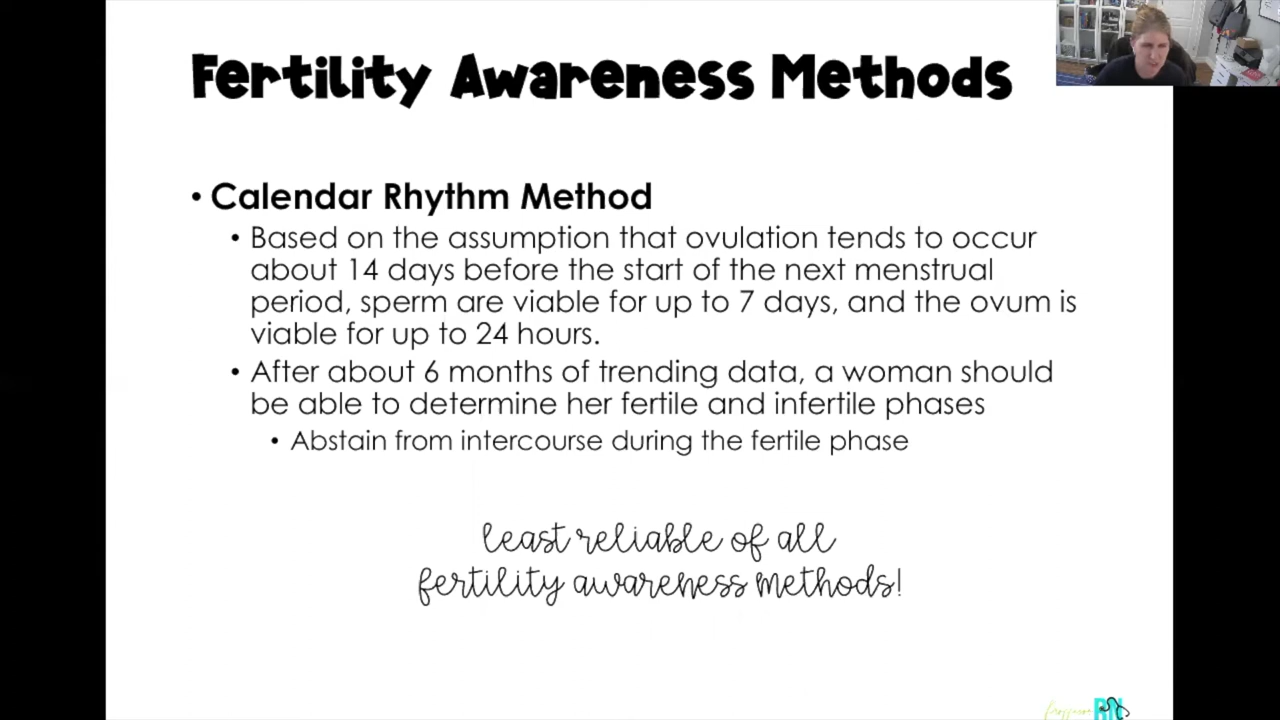 Fertility Awareness Methods
• Calendar Rhythm Method
• Based on the assumption that ovulation tends to occur
about 14 days before the start of the next menstrual
period, sperm are viable for up to 7 days, and the ovum is
viable for up to 24 hours.
• After about 6 months of trending data, a woman should
be able to determine her fertile and infertile phases
• Abstain from intercourse during the fertile phase
least reliable of all
fertility awareness methods!
RN